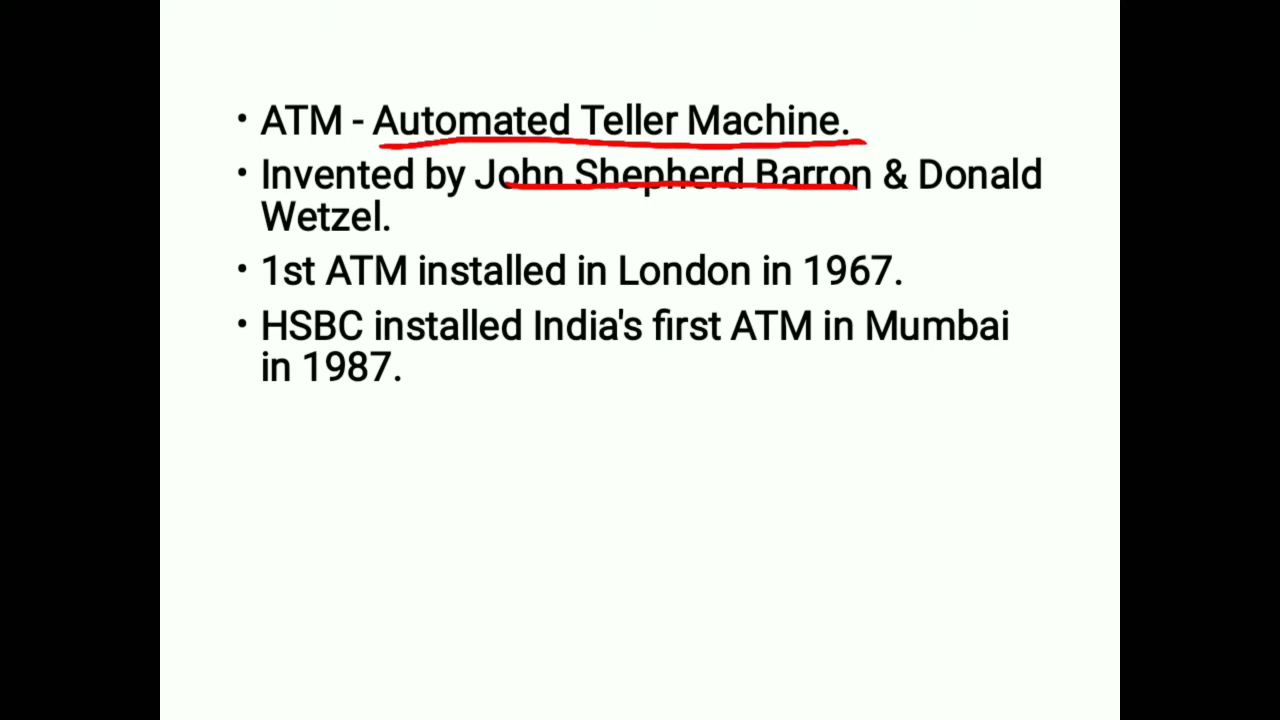 • ATM - Automated Teller Machine.
• Invented by John Shepherd Barron & Donald
Wetzel.
• 1st ATM installed in London in 1967.
• HSBC installed India's first ATM in Mumbai
in 1987.